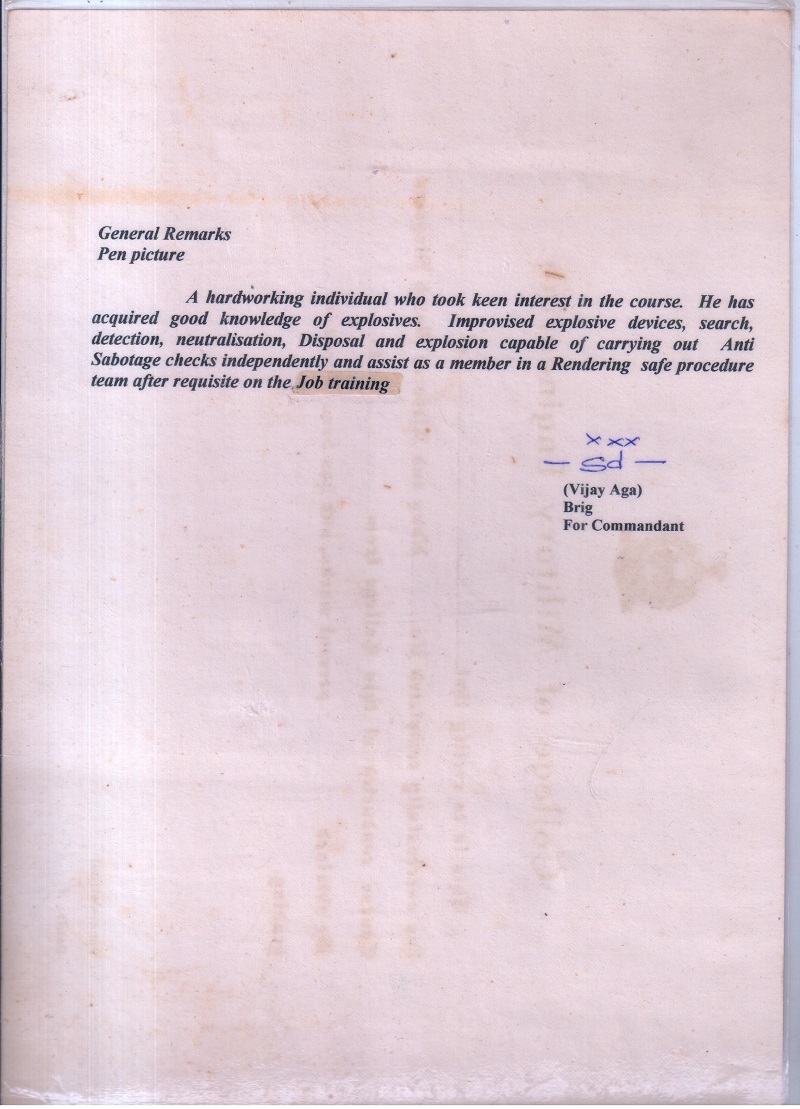 General Remarks
Pen picture
A hardworking individual who took keen interest in the course. He has
acquired good knowledge of explosives. Improvised explosive devices, search,
detection, neutralisation, Disposal and explosion capable of carrying out Anti
Sabotage checks independently and assist as a member in a Rendering safe procedure
team after requisite on the Job training
xxx
— Sd —
(Vijay Aga)
Brig
For Commandant